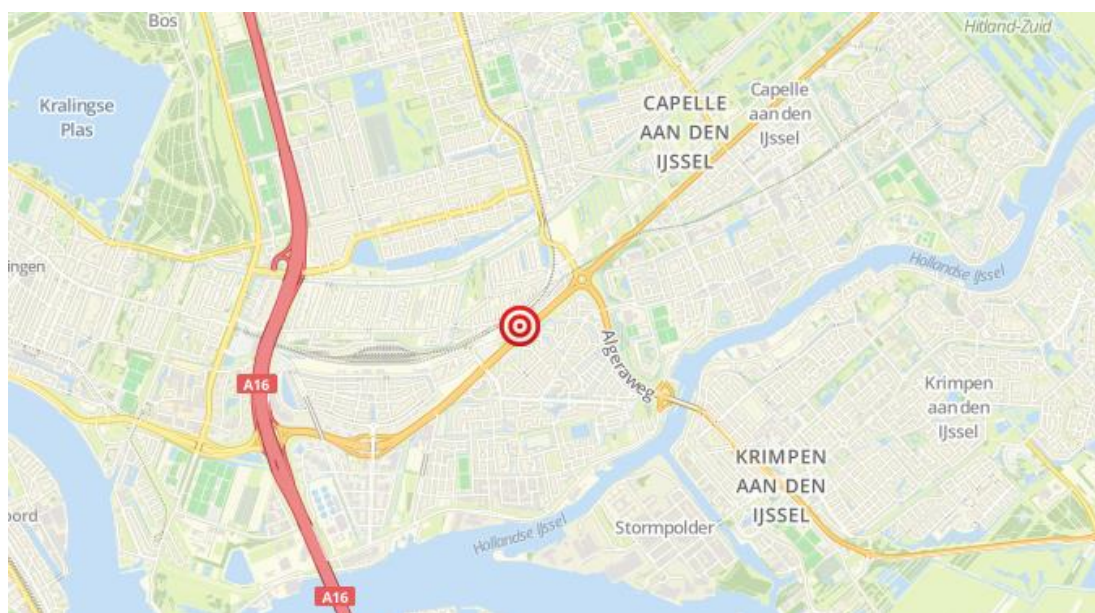 Bos
Hitland-Zuid
Kralingse
Plas
CAPELLE
AAN DEN
IJSSEL
Capelle
aan den
IJssel
Hollandse IJssel
ingen
Algeraweg
A16
Krimpen
aan den
IJssel
KRIMPEN
AAN DEN
IJSSEL
oord
Hollandse IJssel
Stormpolder
A16